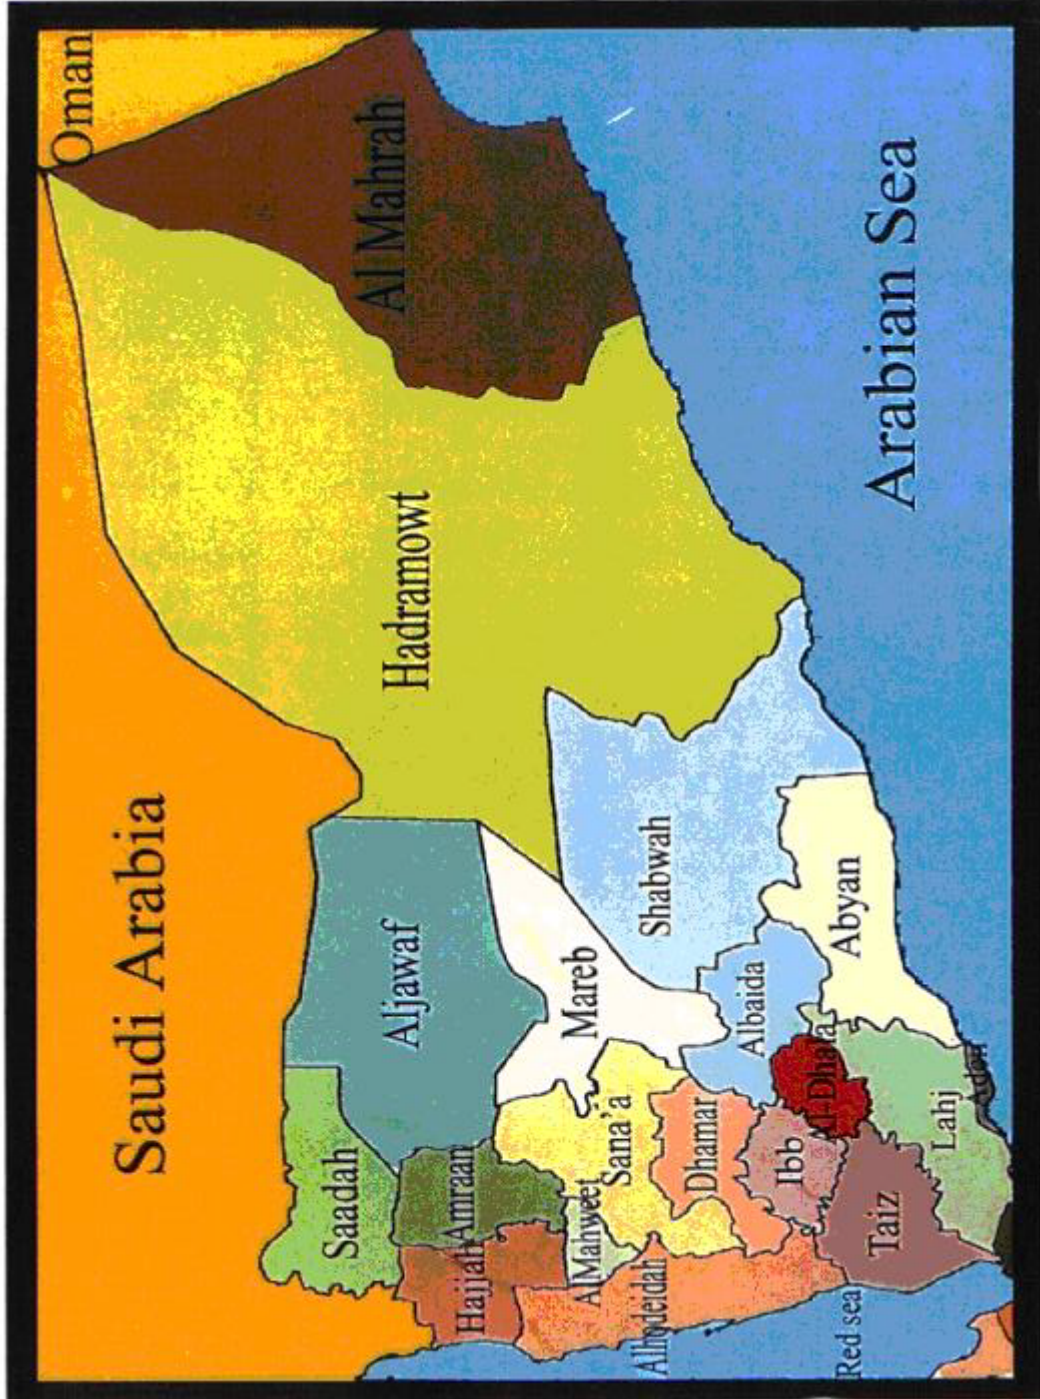 Saudi Arabia
Oman
Saadah
Aljawaf
Hadramowt
Al Mahrah
Hajjah
Amraan
AlMahweet
Sana'a
Mareb
Shabwah
Alhodeidah
Dhamar
Albaida
Ibb
Al-Dhala
Abyan
Taiz
Lahj
Aden
Red sea
Arabian Sea